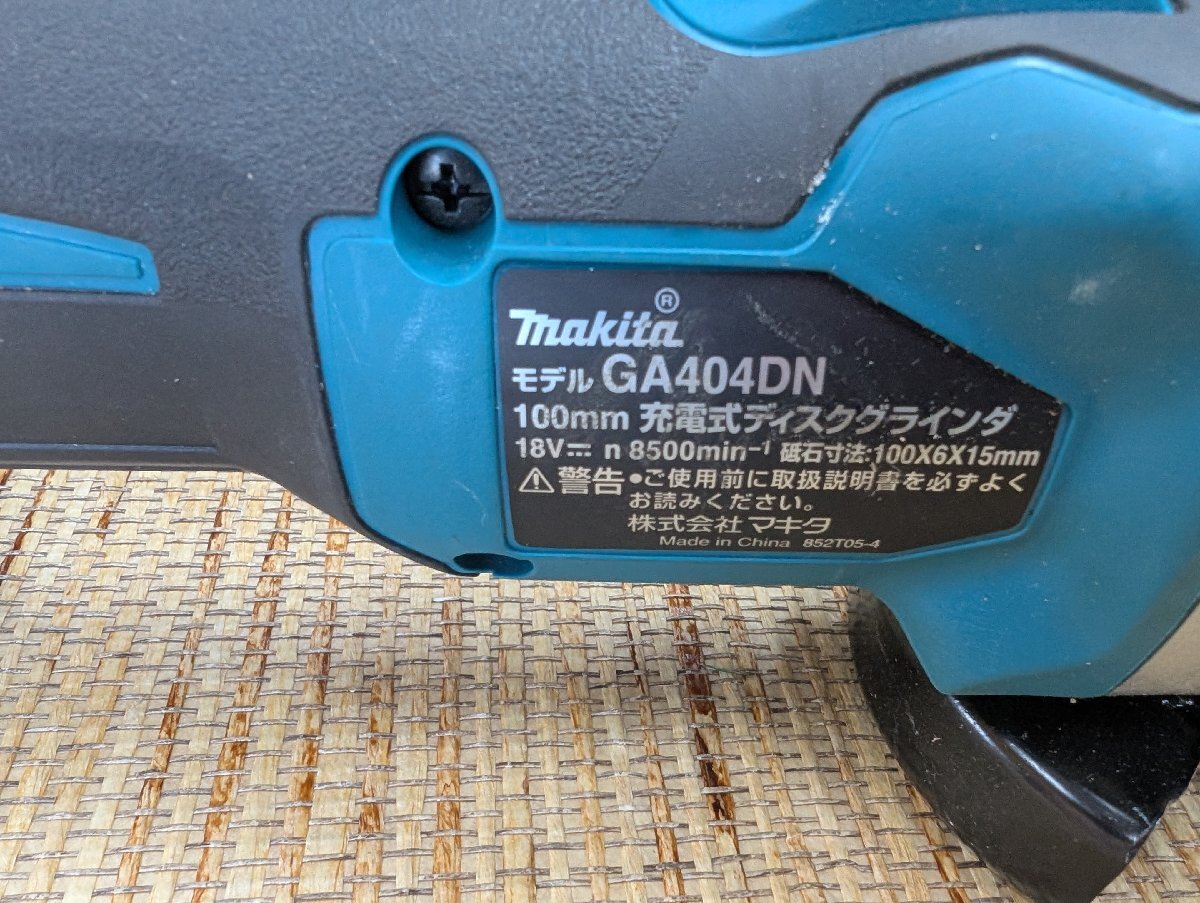 makita®
モデル GA404DN
100mm 充電式ディスクグラインダ
18V⎓ n 8500min⁻¹ 砥石寸法:100X6X15mm
⚠警告 •ご使用前に取扱説明書を必ずよく
お読みください。
株式会社 マキタ
Made in China 852T05-4